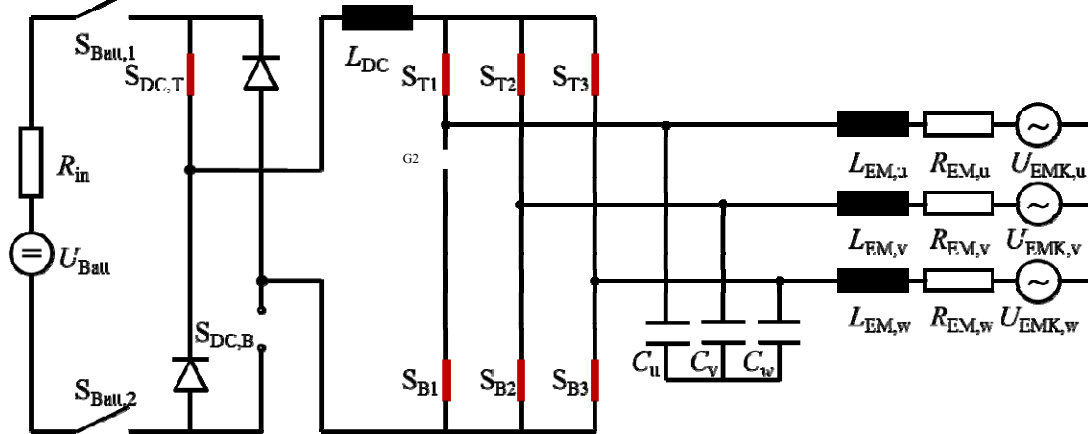 S_Batt,1
S_DC,T
L_DC
S_T1
S_T2
S_T3
R_in
G2
L_EM,u
R_EM,u
U_EMK,u
=
U_Batt
~
L_EM,v
R_EM,v
U_EMK,v
~
S_DC,B
L_EM,w
R_EM,w
U_EMK,w
~
S_B1
S_B2
S_B3
C_u
C_v
C_w
S_Batt,2